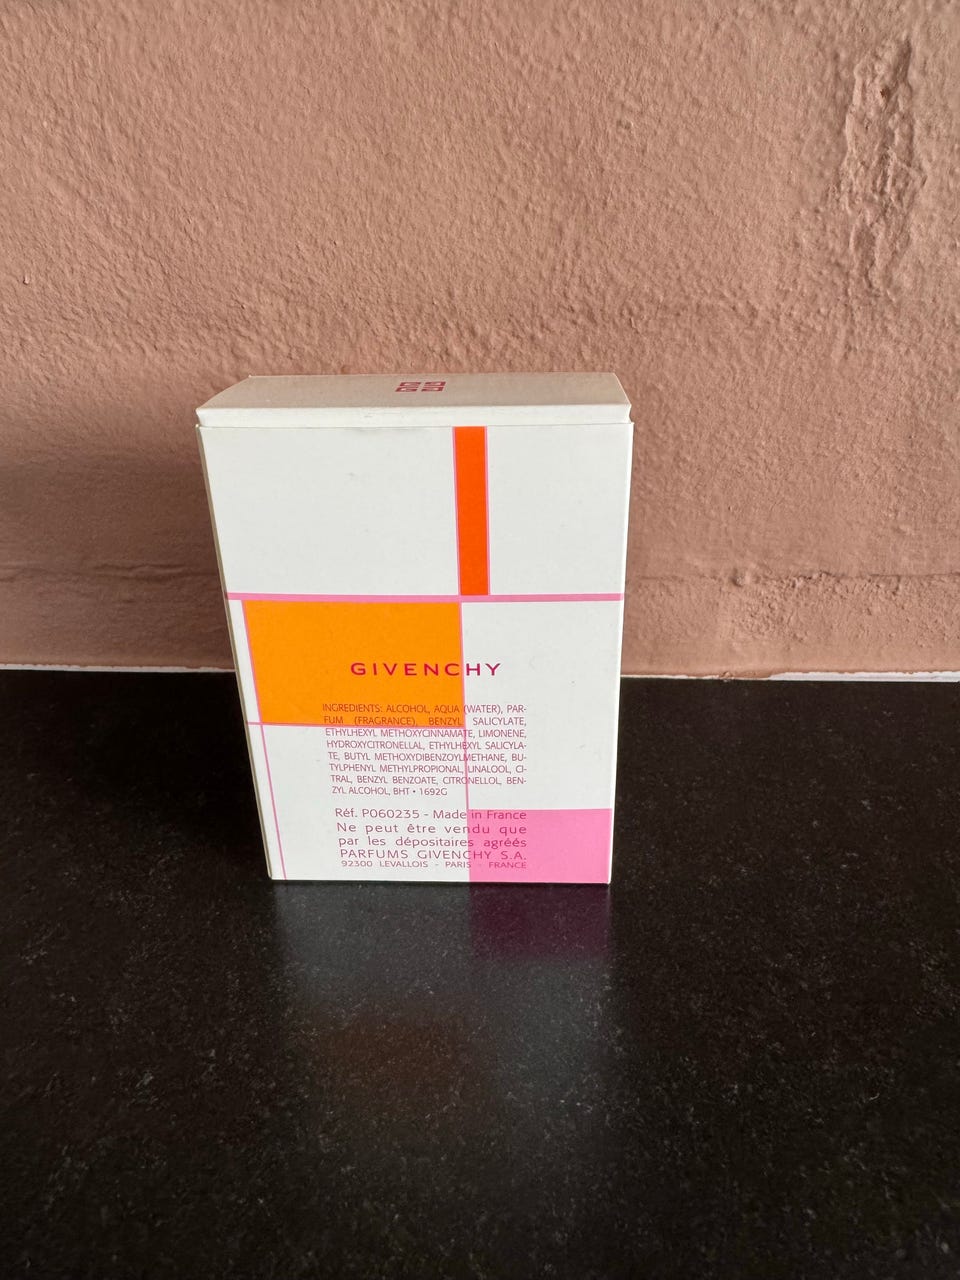 GIVENCHY
INGREDIENTS: ALCOHOL, AQUA (WATER), PAR-
FUM (FRAGRANCE), BENZYL SALICYLATE,
ETHYLHEXYL METHOXYCINNAMATE, LIMONENE,
HYDROXYCITRONELLAL, ETHYLHEXYL SALICYLA-
TE, BUTYL METHOXYDIBENZOYLMETHANE, BU-
TYLPHENYL METHYLPROPIONAL, LINALOOL, CI-
TRAL, BENZYL BENZOATE, CITRONELLOL, BEN-
ZYL ALCOHOL, BHT • 1692G
Réf. P060235 - Made in France
Ne peut être vendu que
par les dépositaires agréés
PARFUMS GIVENCHY S.A.
92300 LEVALLOIS - PARIS - FRANCE